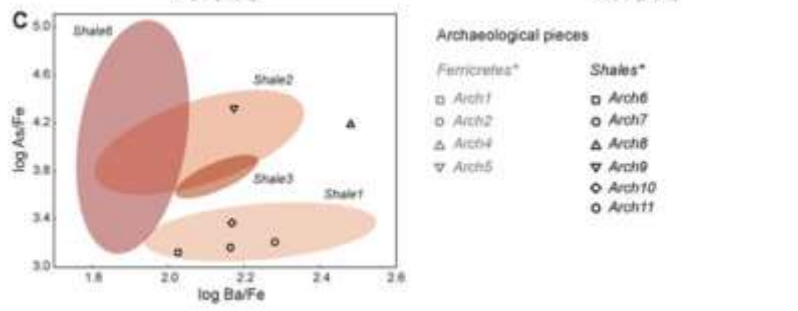 C
5.0
4.6
4.2
3.8
3.4
3.0
log As/Fe
Shale6
Shale2
Shale3
Shale1
1.8
2.0
2.2
2.4
2.6
log Ba/Fe
Archaeological pieces
Ferricretes*
Shales*
Arch1
Arch2
Arch4
Arch5
Arch6
Arch7
Arch8
Arch9
Arch10
Arch11